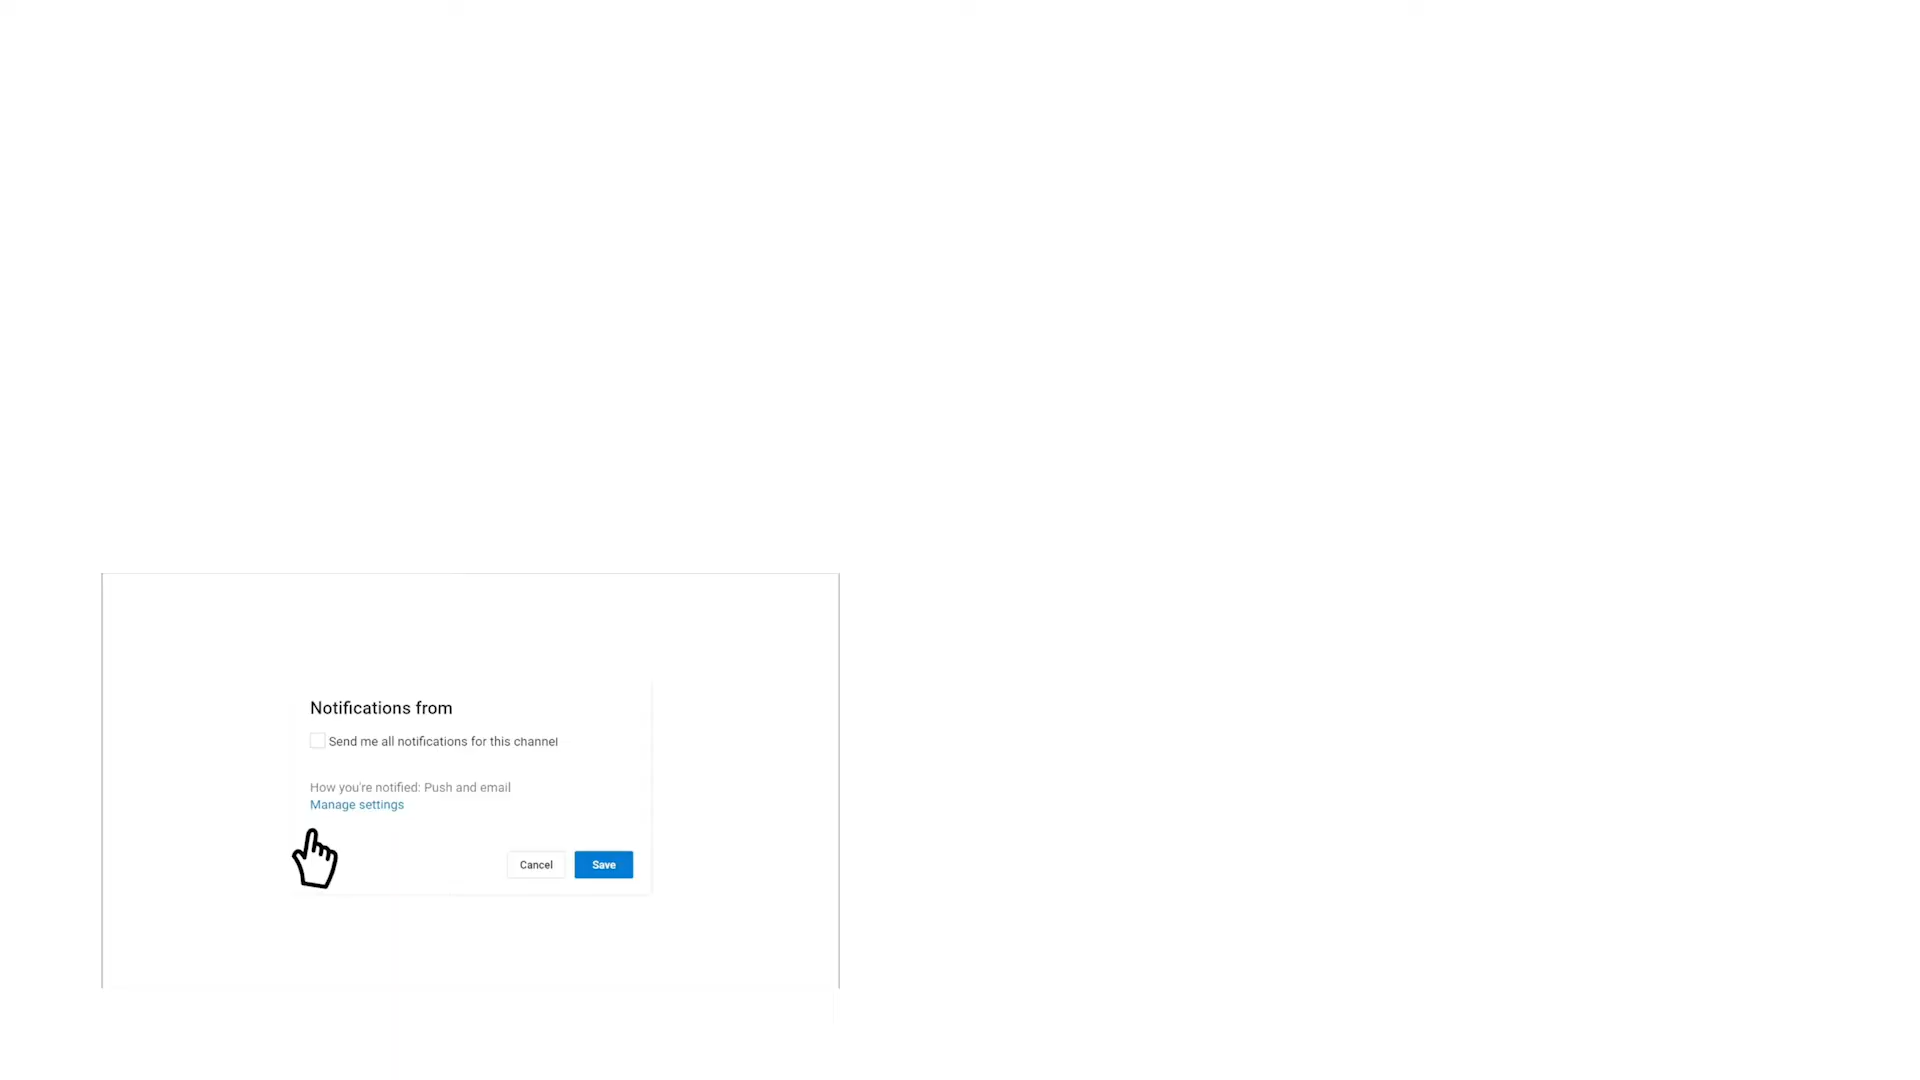 Notifications from
Send me all notifications for this channel
How you're notified: Push and email
Manage settings
Cancel
Save